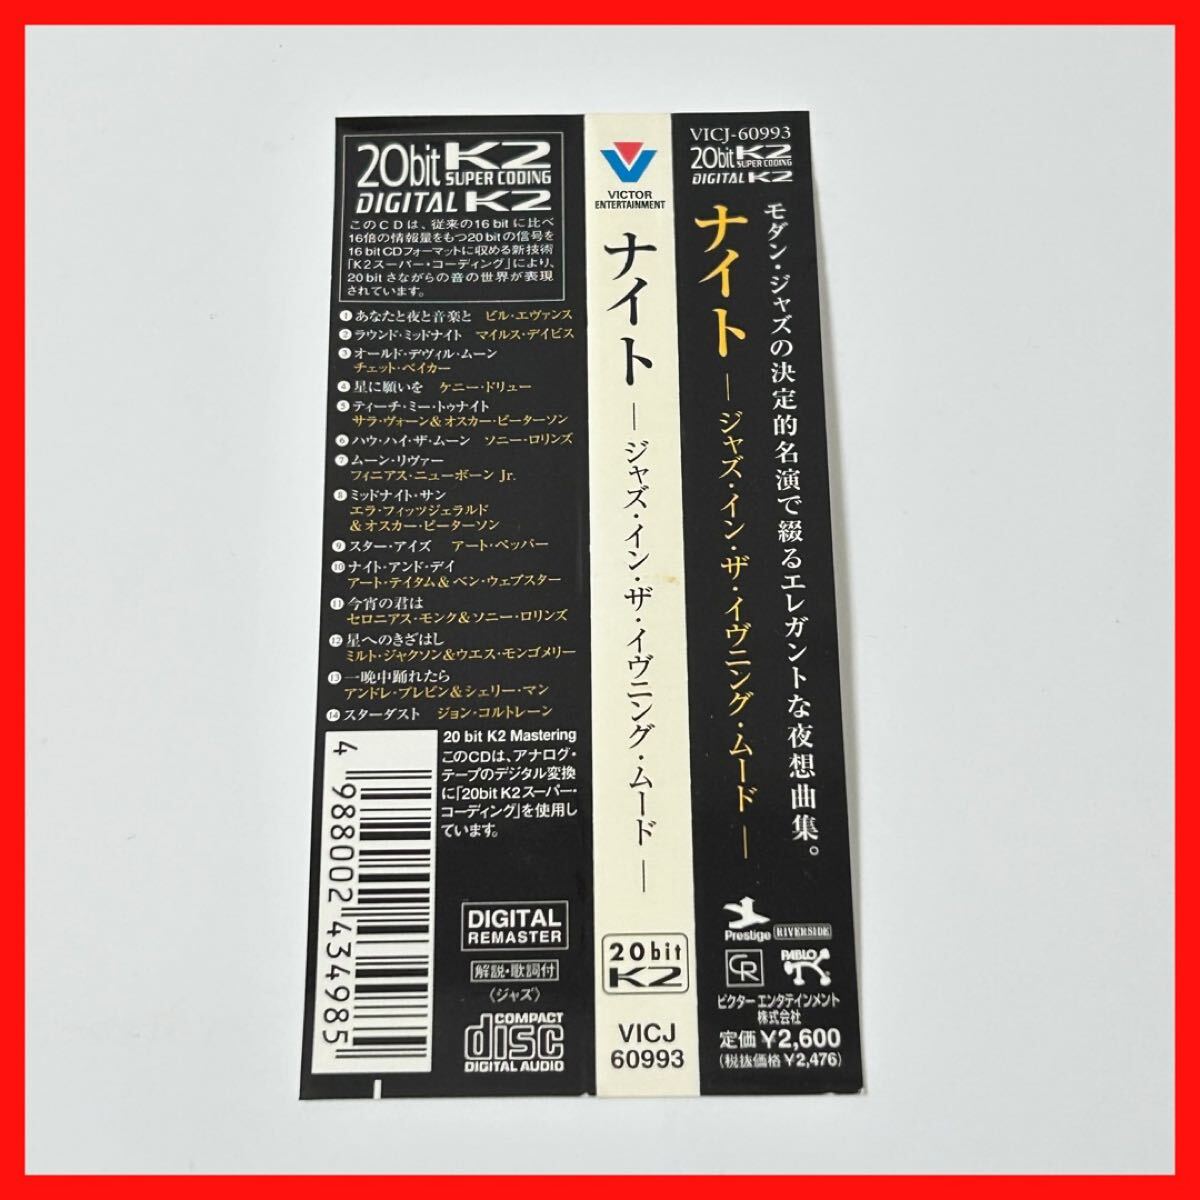 20bit K2
SUPER CODING
DIGITAL K2
このCDは、従来の16 bitに比べ
16倍の情報量をもつ20 bitの信号を
16 bit CDフォーマットに収める新技術
「K2スーパー・コーディング」により、
20 bitさながらの音の世界が表現
されています。
❶あなたと夜と音楽と ビル・エヴァンス
❷ラウンド・ミッドナイト マイルス・デイビス
❸オールド・デヴィル・ムーン
チェット・ベイカー
❹星に願いを ケニー・ドリュー
❺ティーチ・ミー・トゥナイト
サラ・ヴォーン&オスカー・ピーターソン
❻ハウ・ハイ・ザ・ムーン ソニー・ロリンズ
❼ムーン・リヴァー
フィニアス・ニューボーン Jr.
❽ミッドナイト・サン
エラ・フィッツジェラルド
&オスカー・ピーターソン
❾スター・アイズ アート・ペッパー
❿ナイト・アンド・デイ
アート・テイタム&ベン・ウェブスター
⓫今宵の君は
セロニアス・モンク&ソニー・ロリンズ
⓬星へのきざはし
ミルト・ジャクソン&ウエス・モンゴメリー
⓭一晩中踊れたら
アンドレ・プレビン&シェリー・マン
⓮スターダスト ジョン・コルトレーン
20 bit K2 Mastering
このCDは、アナログ・
テープのデジタル変換
に「20bit K2スーパー・
コーディング」を使用し
ています。
4 988002 434985
DIGITAL
REMASTER
解説・歌詞付
〈ジャズ〉
COMPACT
disc
DIGITAL AUDIO
VICTOR
ENTERTAINMENT
ナイト ―ジャズ・イン・ザ・イヴニング・ムード―
20bit
K2
VICJ
60993
VICJ-60993
20bit K2
SUPER CODING
DIGITAL K2
モダン・ジャズの決定的名演で綴るエレガントな夜想曲集。
ナイト ―ジャズ・イン・ザ・イヴニング・ムード―
Prestige RIVERSIDE
CR PABLO
ビクターエンタテインメント
株式会社
定価¥2,600
(税抜価格¥2,476)